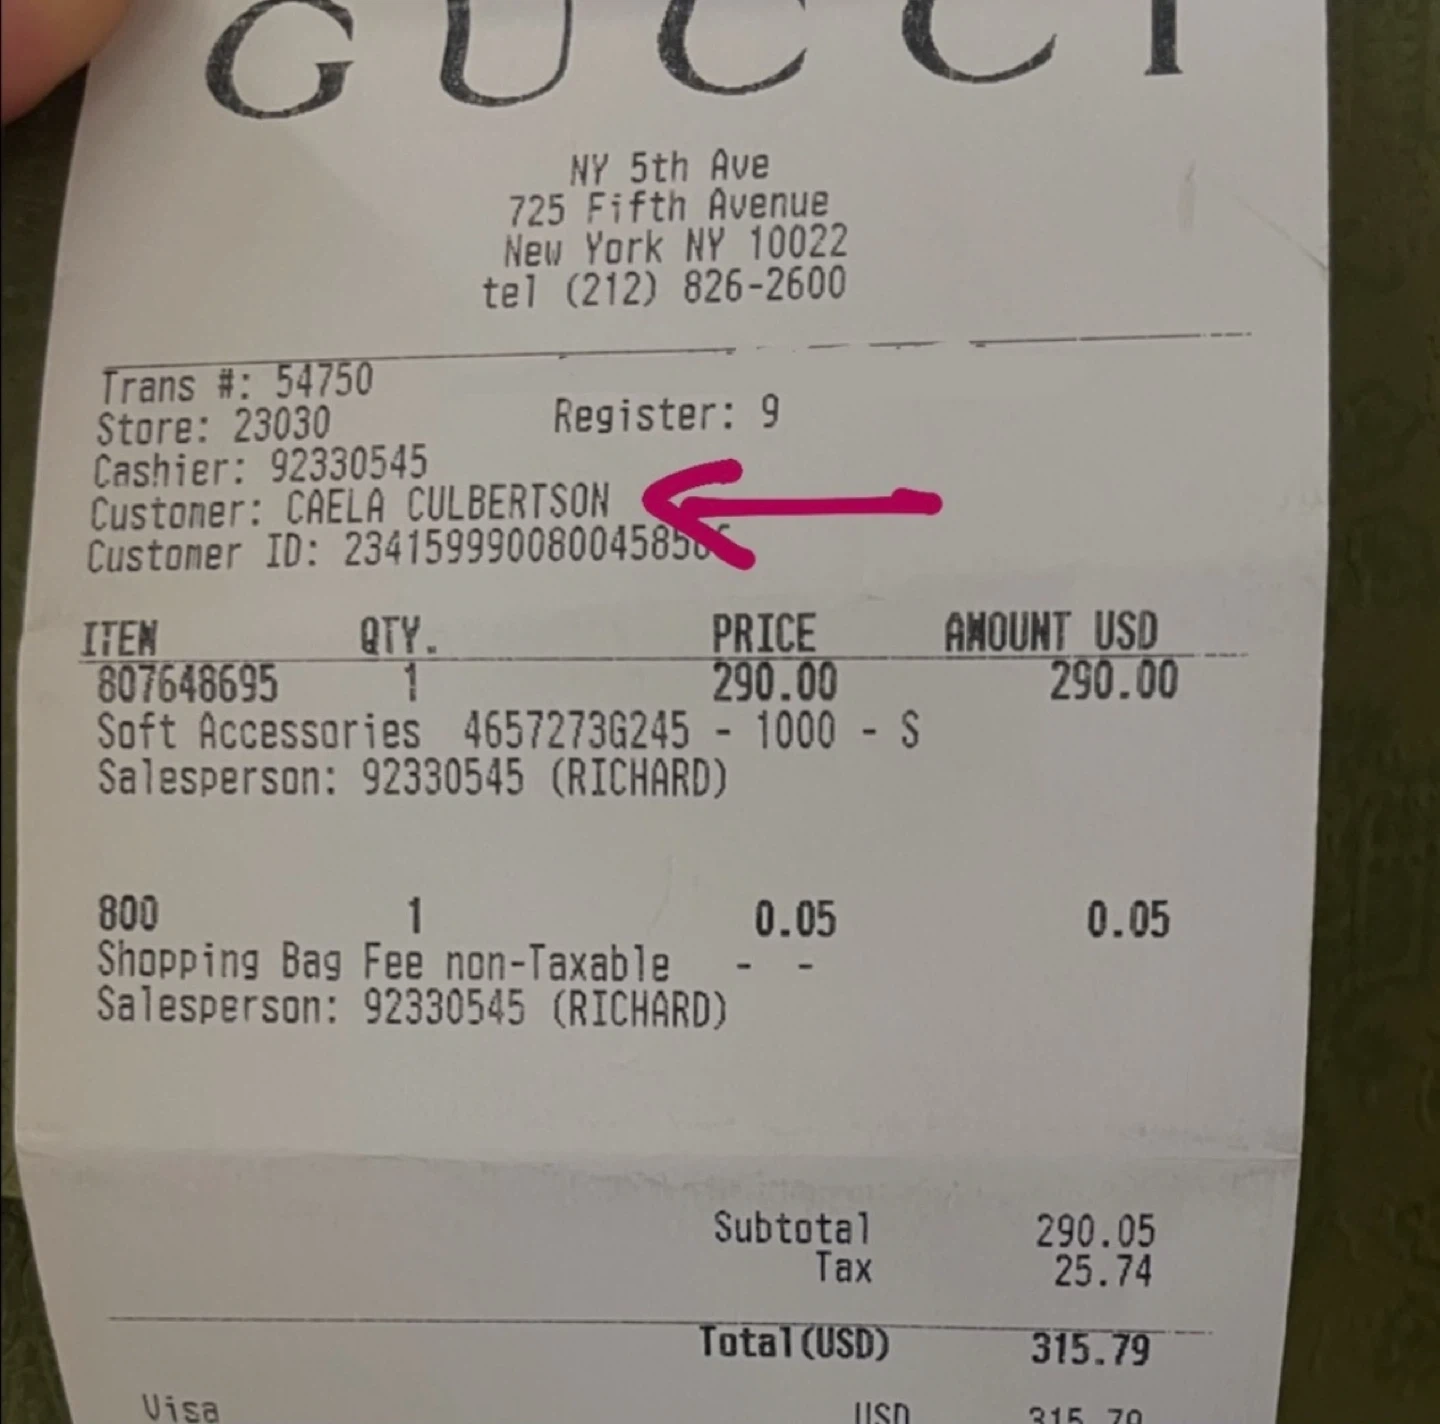 GUCCI
NY 5th Ave
725 Fifth Avenue
New York NY 10022
tel (212) 826-2600
Trans #: 54750
Store: 23030 Register: 9
Cashier: 92330545
Customer: CAELA CULBERTSON
Customer ID:
ITEM QTY. PRICE AMOUNT USD
807648695 1 290.00 290.00
Soft Accessories 4657273G245 - 1000 - S
Salesperson: 92330545 (RICHARD)
800 1 0.05 0.05
Shopping Bag Fee non-Taxable - -
Salesperson: 92330545 (RICHARD)
Subtotal 290.05
Tax 25.74
Total(USD) 315.79
Visa USD 315.79